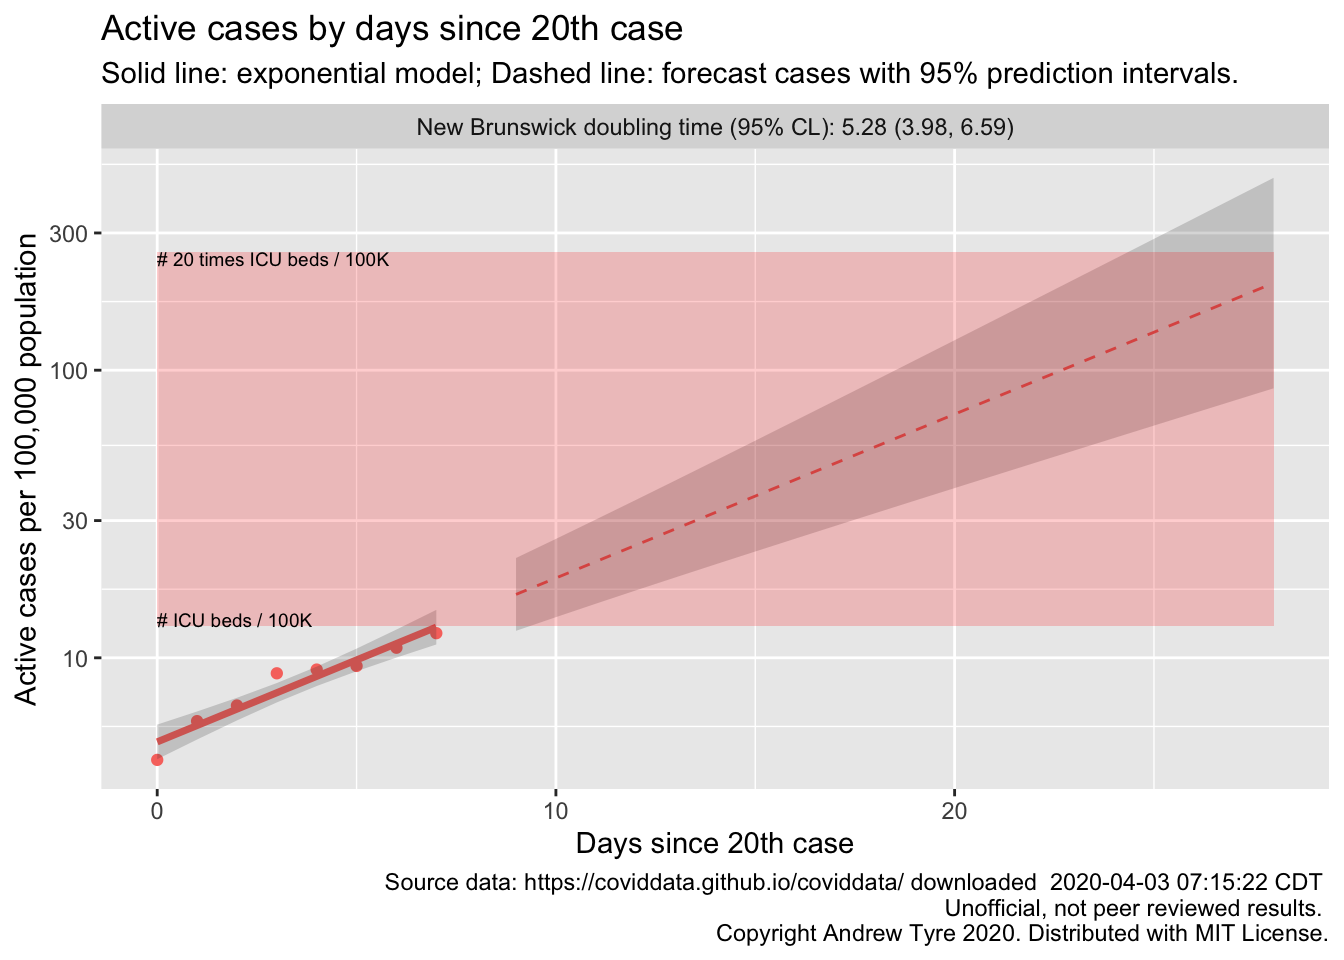 Active cases by days since 20th case
Solid line: exponential model; Dashed line: forecast cases with 95% prediction intervals.
New Brunswick doubling time (95% CL): 5.28 (3.98, 6.59)
Active cases per 100,000 population
300
100
30
10
# 20 times ICU beds / 100K
# ICU beds / 100K
0
10
20
Days since 20th case
Source data: https://coviddata.github.io/coviddata/ downloaded  2020-04-03 07:15:22 CDT
Unofficial, not peer reviewed results.
Copyright Andrew Tyre 2020. Distributed with MIT License.